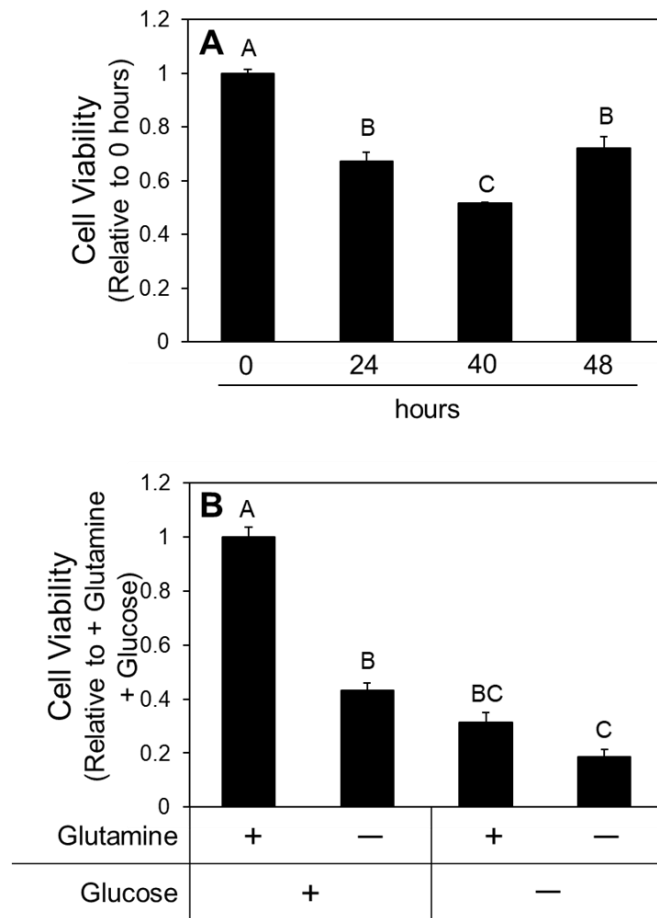 A
Cell Viability
(Relative to 0 hours)
1.2
1
0.8
0.6
0.4
0.2
0
A
B
C
B
0 24 40 48
hours
B
Cell Viability
(Relative to + Glutamine
+ Glucose)
1.2
1
0.8
0.6
0.4
0.2
0
A
B
BC
C
Glutamine + — + —
Glucose + —